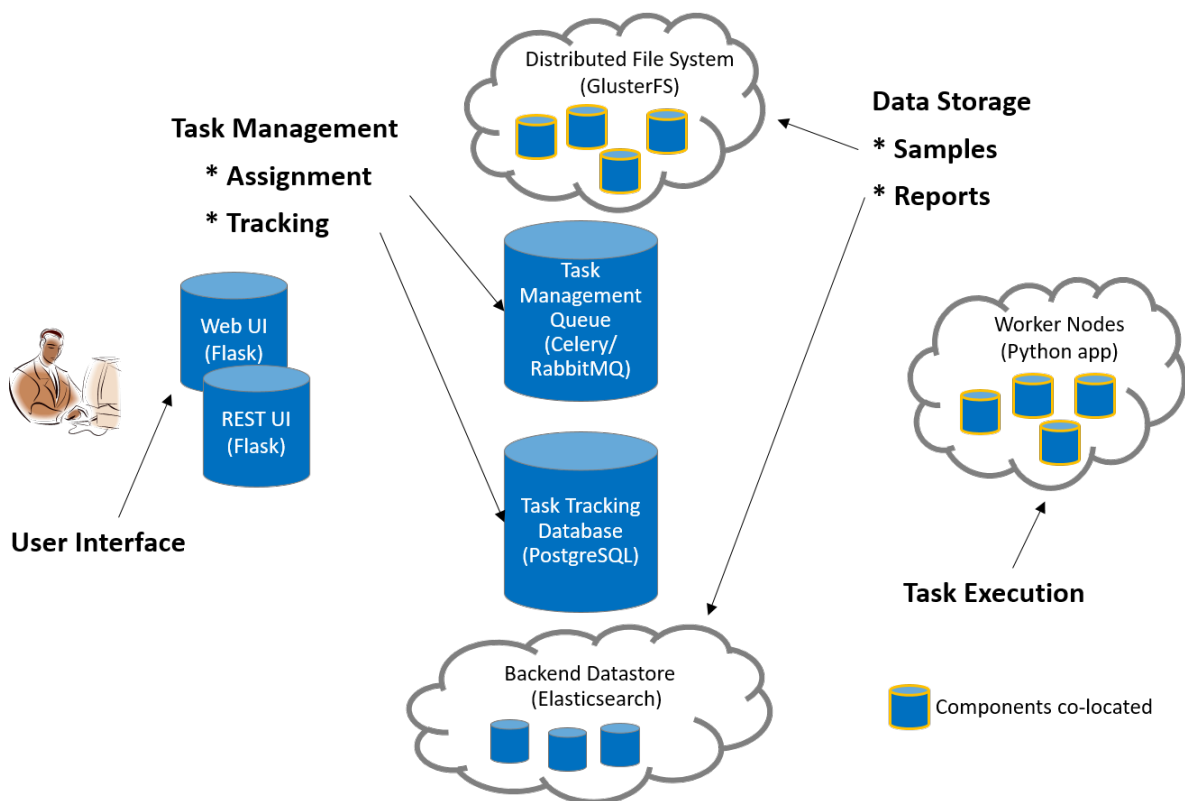 Distributed File System
(GlusterFS)
Data Storage
* Samples
* Reports
Task Management
* Assignment
* Tracking
Task
Management
Queue
(Celery/
RabbitMQ)
Web UI
(Flask)
REST UI
(Flask)
Worker Nodes
(Python app)
User Interface
Task Tracking
Database
(PostgreSQL)
Task Execution
Backend Datastore
(Elasticsearch)
Components co-located